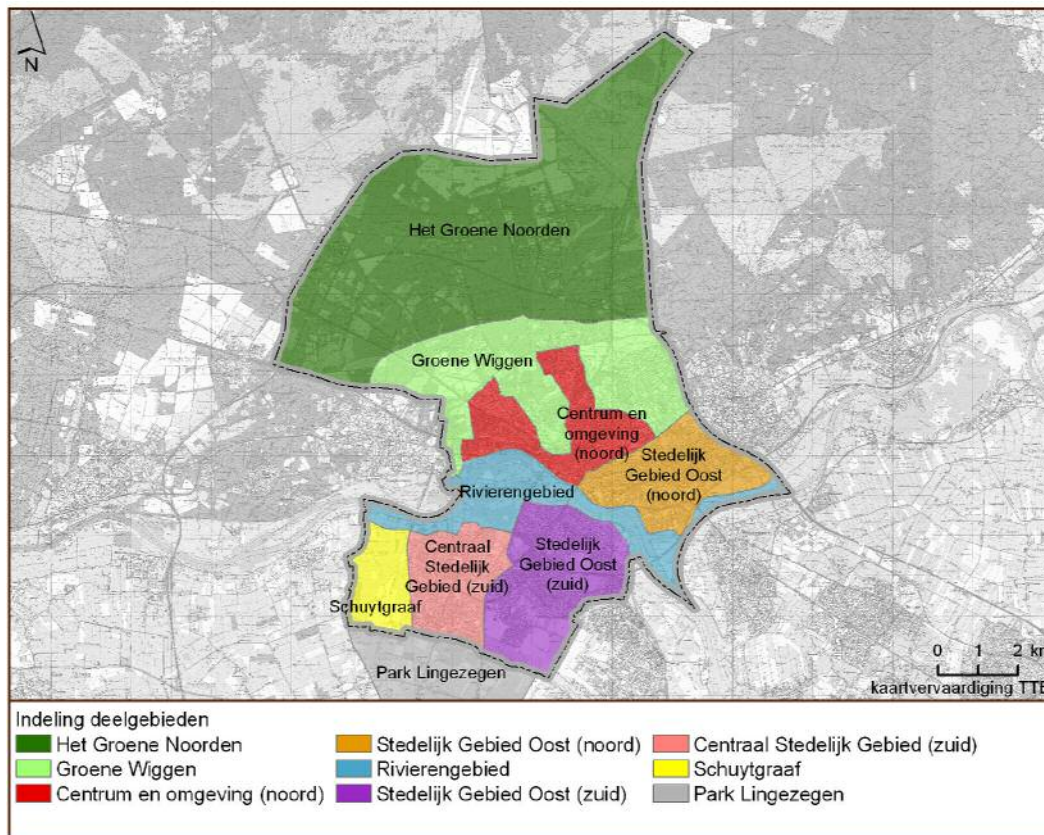 N
Het Groene Noorden
Groene Wiggen
Centrum en
omgeving
(noord)
Stedelijk
Gebied Oost
(noord)
Rivierengebied
Centraal
Stedelijk
Gebied (zuid)
Stedelijk
Gebied Oost
(zuid)
Schuytgraaf
Park Lingezegen
0 1 2 km
kaartvervaardiging TTE
Indeling deelgebieden
Het Groene Noorden
Groene Wiggen
Centrum en omgeving (noord)
Stedelijk Gebied Oost (noord)
Rivierengebied
Stedelijk Gebied Oost (zuid)
Centraal Stedelijk Gebied (zuid)
Schuytgraaf
Park Lingezegen